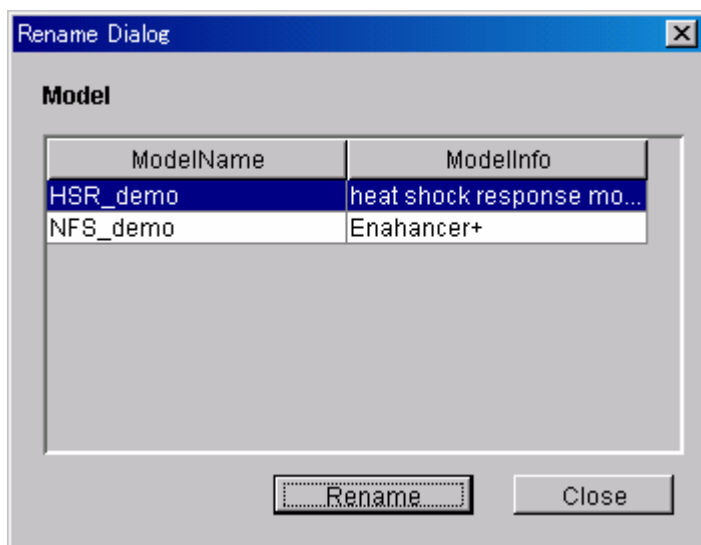 Rename Dialog
Model
ModelName ModelInfo
HSR_demo heat shock response mo...
NFS_demo Enahancer+
Rename Close